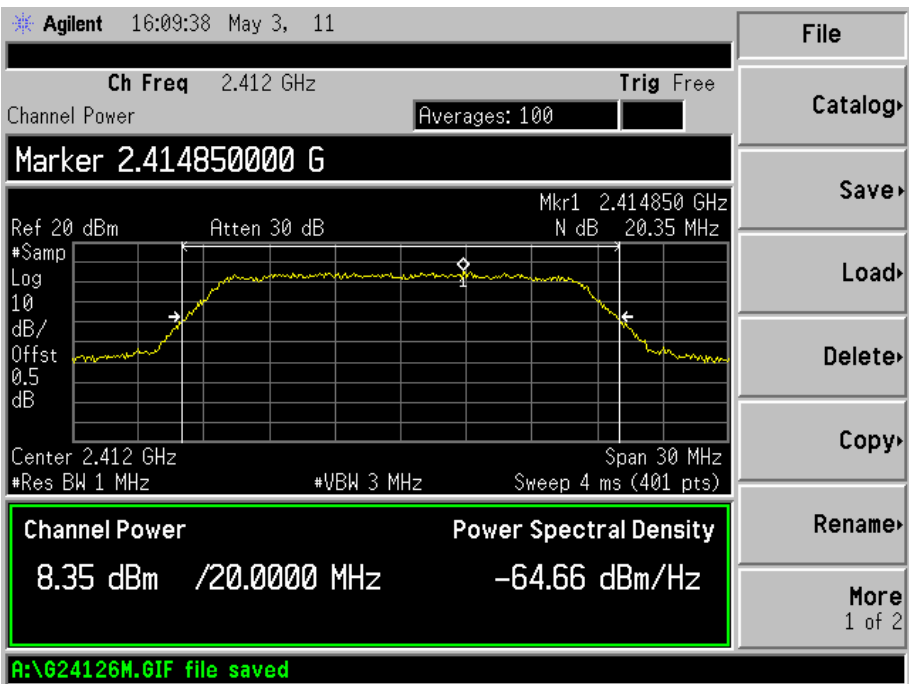 Agilent 16:09:38 May 3, 11
File
Ch Freq 2.412 GHz Trig Free
Channel Power Averages: 100
Catalog
Marker 2.414850000 G
Save
Mkr1 2.414850 GHz
Ref 20 dBm Atten 30 dB N dB 20.35 MHz
#Samp
Log
10
dB/
Offst
0.5
dB
1
Load
Delete
Copy
Center 2.412 GHz Span 30 MHz
#Res BW 1 MHz #VBW 3 MHz Sweep 4 ms (401 pts)
Channel Power Power Spectral Density
Rename
8.35 dBm /20.0000 MHz -64.66 dBm/Hz
More
1 of 2
A:\G24126M.GIF file saved